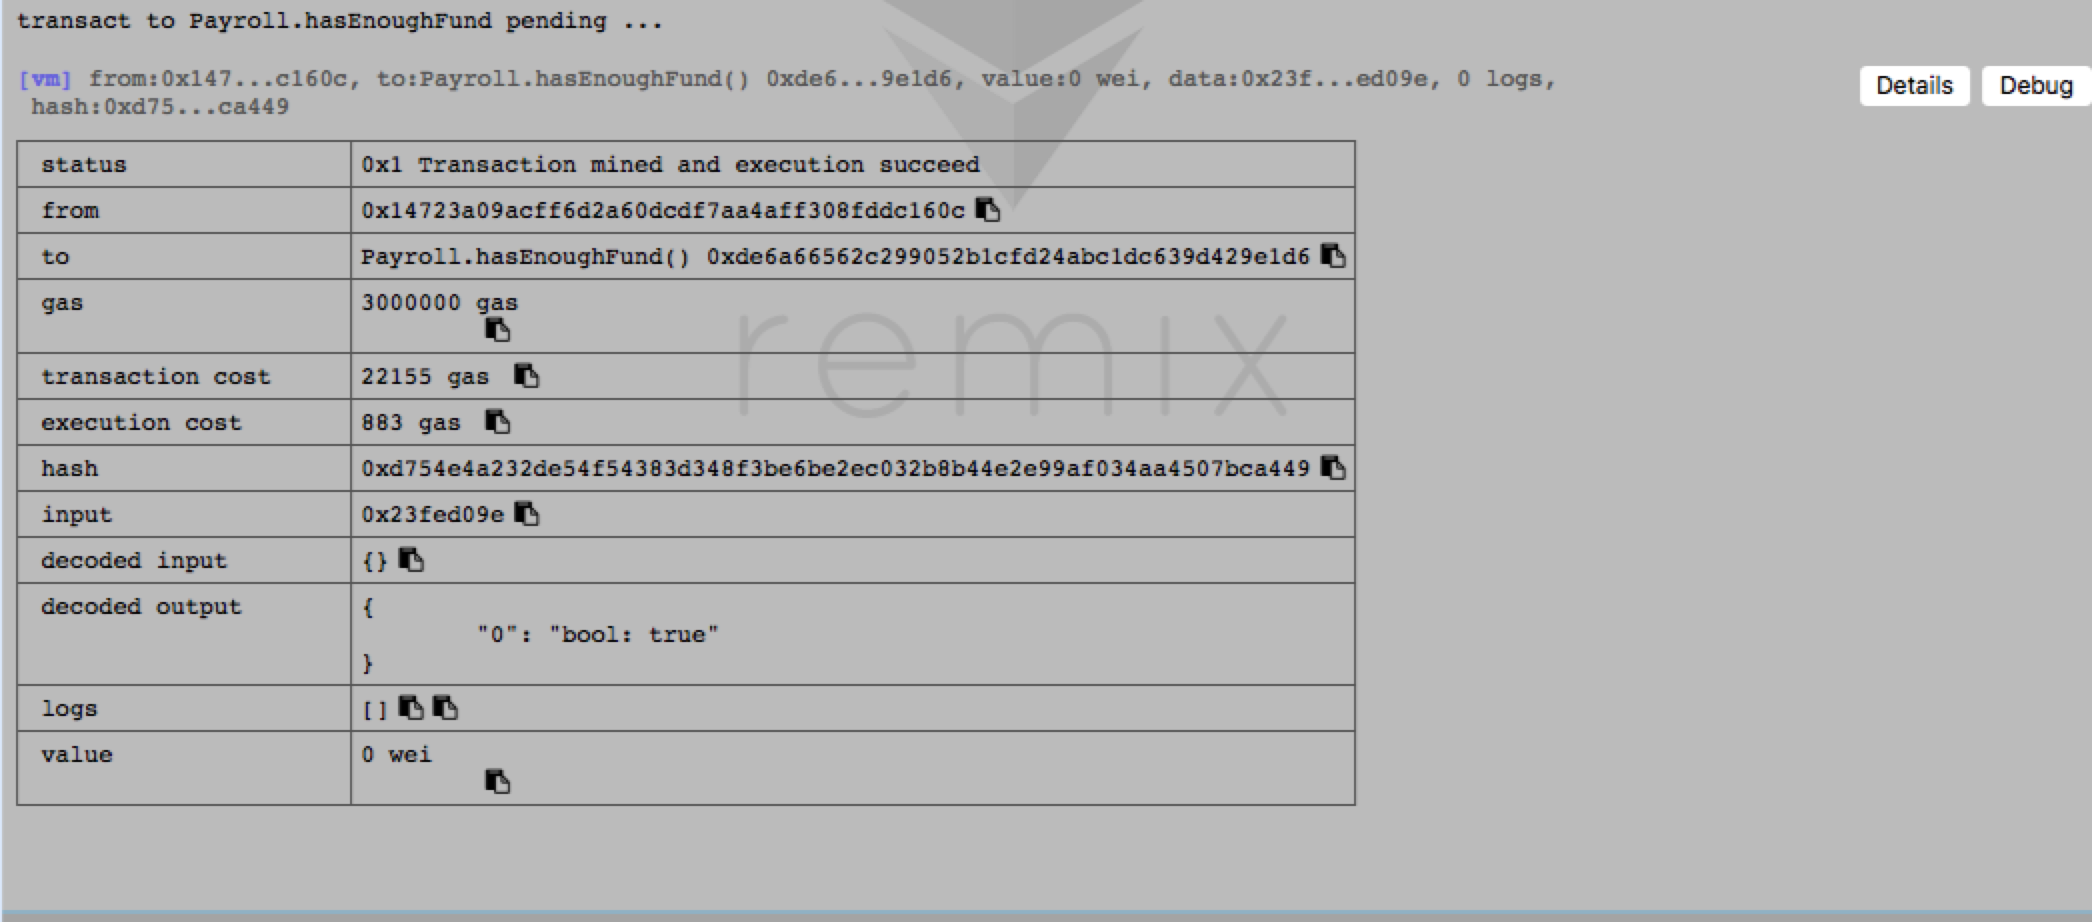 transact to Payroll.hasEnoughFund pending ...
[vm] from:0x147...c160c, to:Payroll.hasEnoughFund() 0xde6...9e1d6, value:0 wei, data:0x23f...ed09e, 0 logs,
hash:0xd75...ca449
Details Debug
status 0x1 Transaction mined and execution succeed
from 0x14723a09acff6d2a60dcdf7aa4aff308fddc160c
to Payroll.hasEnoughFund() 0xde6a66562c299052b1cfd24abc1dc639d429e1d6
gas 3000000 gas
transaction cost 22155 gas
execution cost 883 gas
hash 0xd754e4a232de54f54383d348f3be6be2ec032b8b44e2e99af034aa4507bca449
input 0x23fed09e
decoded input {}
decoded output {
"0": "bool: true"
}
logs []
value 0 wei
remix